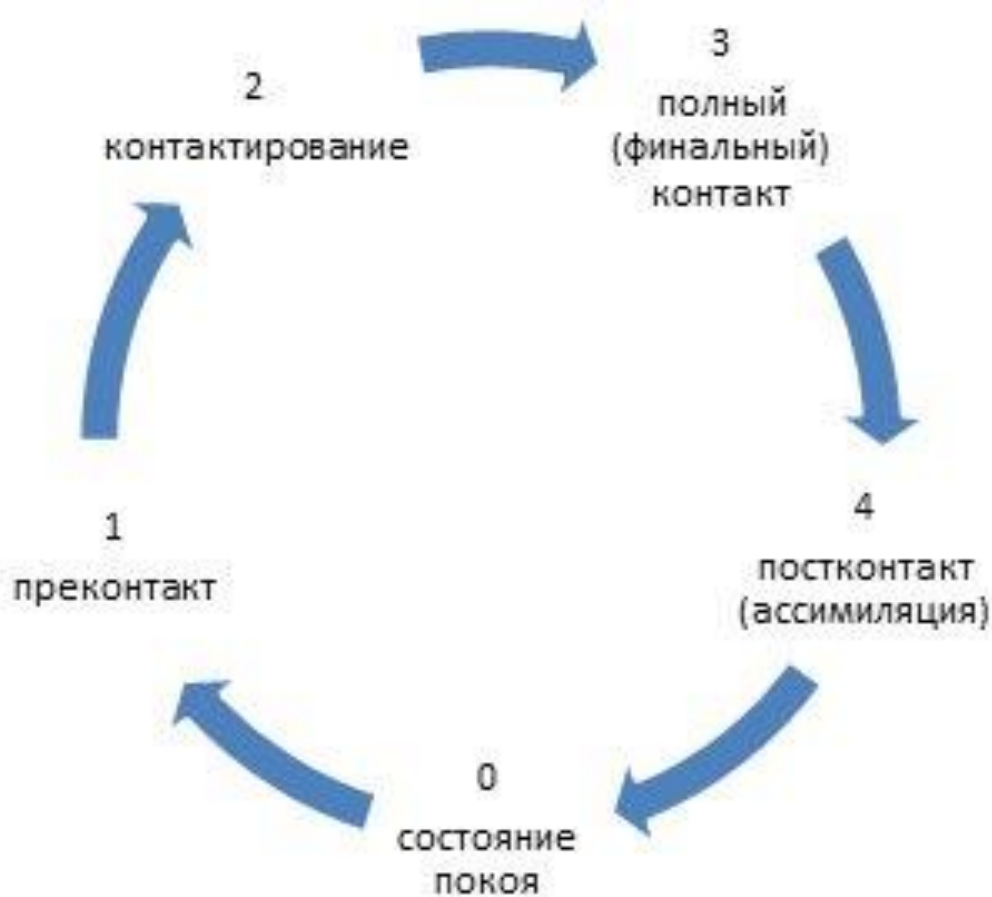 2
контактирование
3
полный
(финальный)
контакт
4
постконтакт
(ассимиляция)
0
состояние
покоя
1
преконтакт